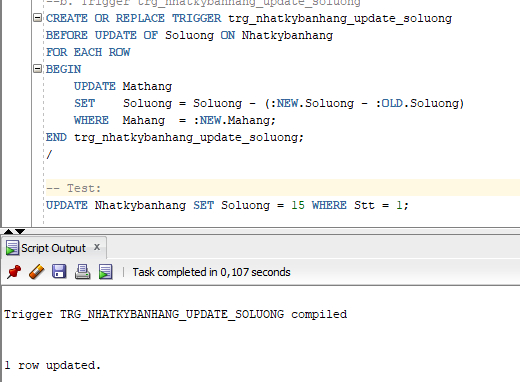 --b. Trigger trg_nhatkybanhang_update_soluong
CREATE OR REPLACE TRIGGER trg_nhatkybanhang_update_soluong
BEFORE UPDATE OF Soluong ON Nhatkybanhang
FOR EACH ROW
BEGIN
    UPDATE Mathang
    SET    Soluong = Soluong - (:NEW.Soluong - :OLD.Soluong)
    WHERE  Mahang  = :NEW.Mahang;
END trg_nhatkybanhang_update_soluong;
/
-- Test:
UPDATE Nhatkybanhang SET Soluong = 15 WHERE Stt = 1;
Script Output x
Task completed in 0,107 seconds
Trigger TRG_NHATKYBANHANG_UPDATE_SOLUONG compiled
1 row updated.